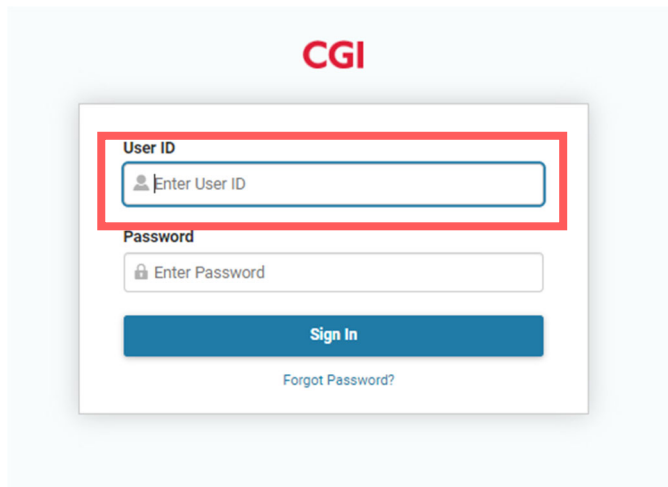 CGI
User ID
Enter User ID
Password
Enter Password
Sign In
Forgot Password?